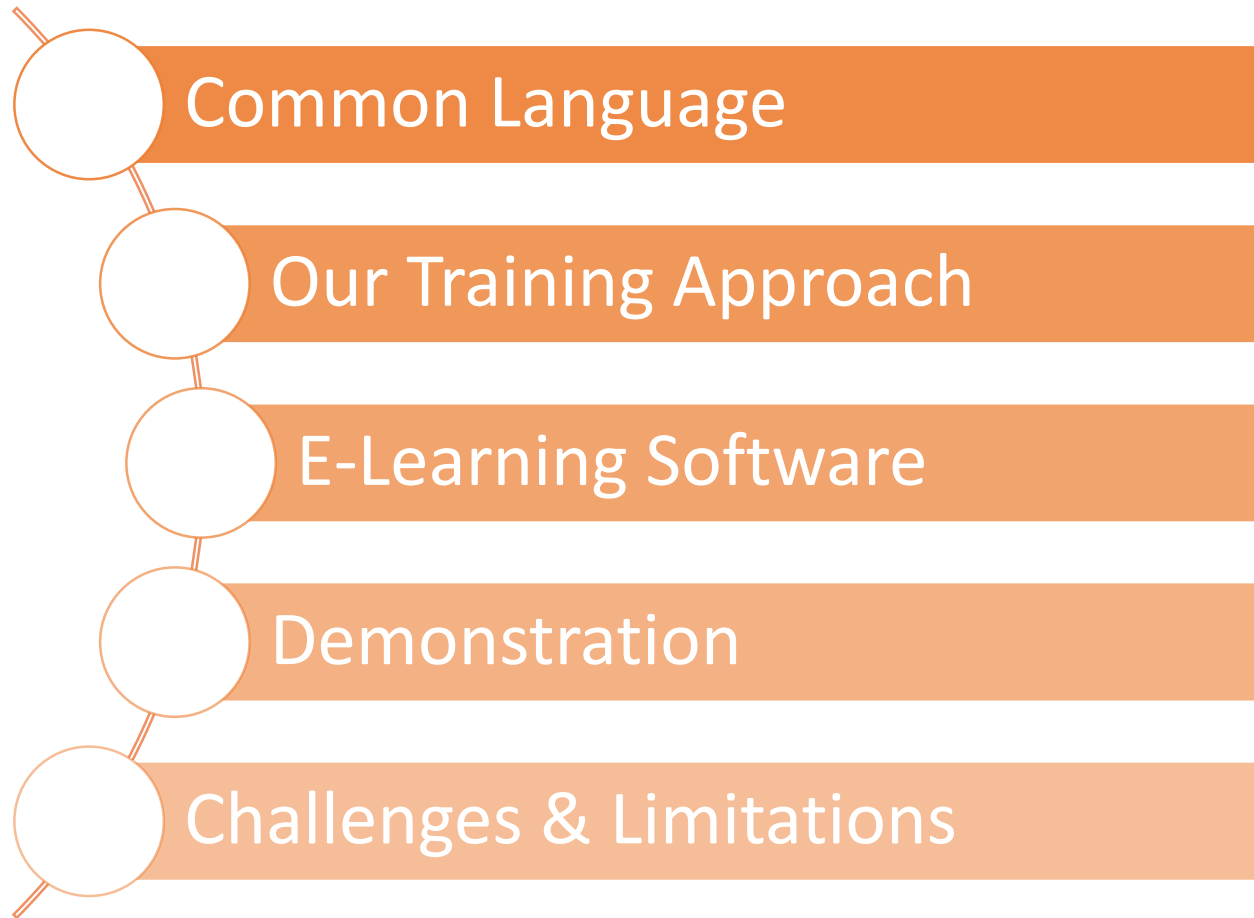 Common Language
Our Training Approach
E-Learning Software
Demonstration
Challenges & Limitations